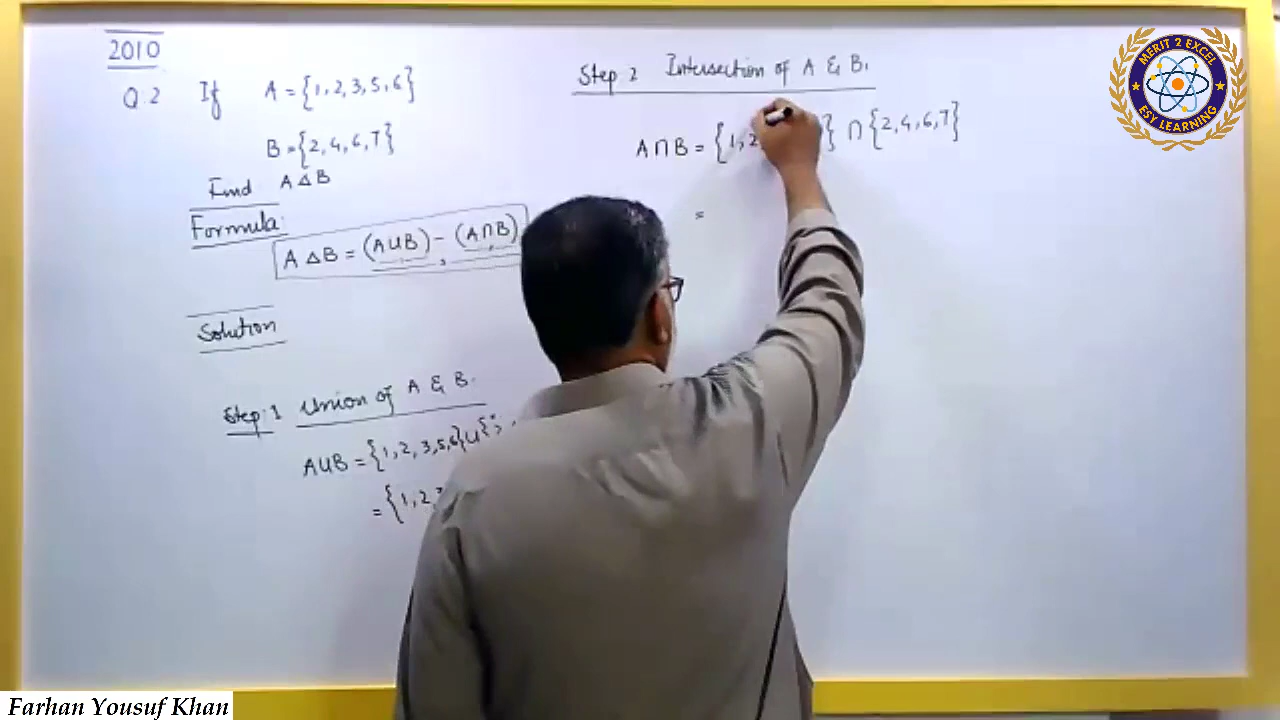 2010
Q.2 If A = {1, 2, 3, 5, 6}
B = {2, 4, 6, 7}
Find A Δ B
Formula:
A Δ B = (A ∪ B) - (A ∩ B)
Solution
Step: 1 Union of A & B.
A ∪ B = {1, 2, 3, 5, 6} ∪ {
= {1, 2,
Step 2 Intersection of A & B.
A ∩ B = {1, 2 } ∩ {2, 4, 6, 7}
=
MERIT 2 EXCEL
ESY LEARNING
Farhan Yousuf Khan